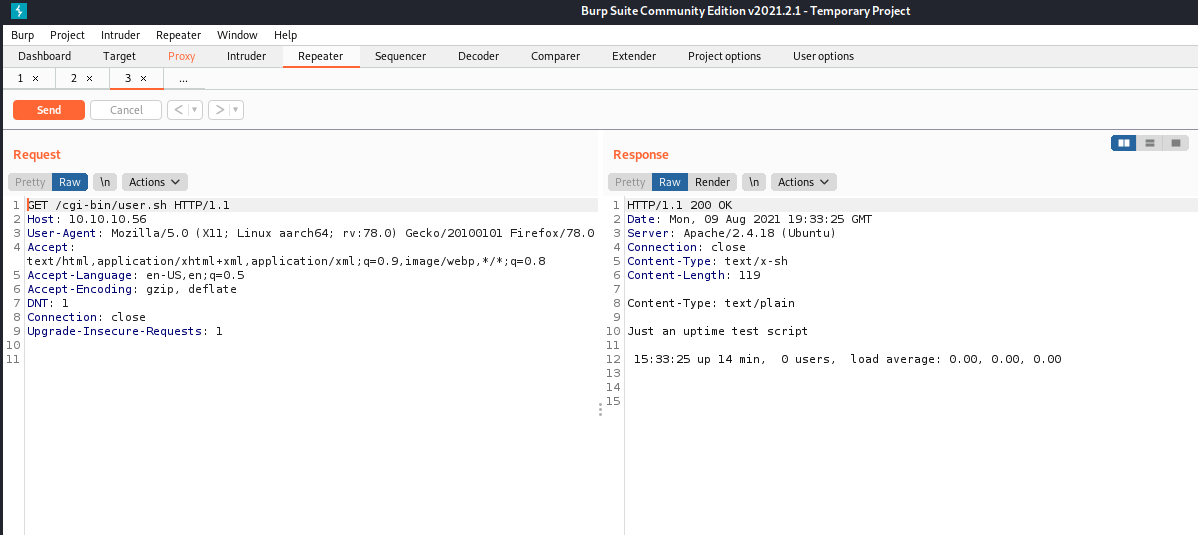 Burp Suite Community Edition v2021.2.1 - Temporary Project
Burp Project Intruder Repeater Window Help
Dashboard Target Proxy Intruder Repeater Sequencer Decoder Comparer Extender Project options User options
1 × 2 × 3 × ...
Send Cancel < ▾ > ▾
Request
Pretty Raw \n Actions
1 GET /cgi-bin/user.sh HTTP/1.1
2 Host: 10.10.10.56
3 User-Agent: Mozilla/5.0 (X11; Linux aarch64; rv:78.0) Gecko/20100101 Firefox/78.0
4 Accept:
text/html,application/xhtml+xml,application/xml;q=0.9,image/webp,*/*;q=0.8
5 Accept-Language: en-US,en;q=0.5
6 Accept-Encoding: gzip, deflate
7 DNT: 1
8 Connection: close
9 Upgrade-Insecure-Requests: 1
10
11
Response
Pretty Raw Render \n Actions
1 HTTP/1.1 200 OK
2 Date: Mon, 09 Aug 2021 19:33:25 GMT
3 Server: Apache/2.4.18 (Ubuntu)
4 Connection: close
5 Content-Type: text/x-sh
6 Content-Length: 119
7
8 Content-Type: text/plain
9
10 Just an uptime test script
11
12  15:33:25 up 14 min,  0 users,  load average: 0.00, 0.00, 0.00
13
14
15